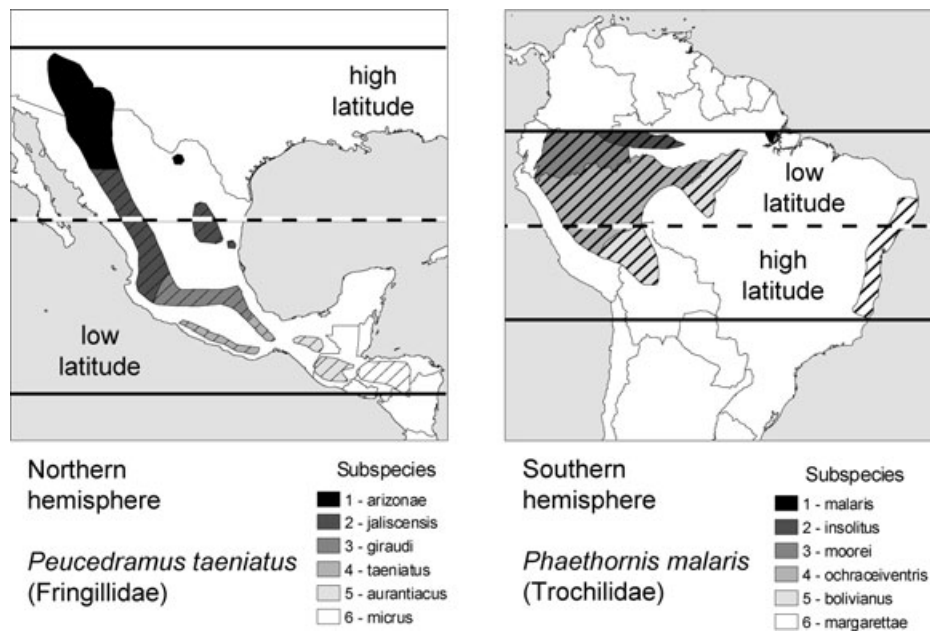 high
latitude
low
latitude
low
latitude
high
latitude
Northern
hemisphere
Peucedramus taeniatus
(Fringillidae)
Subspecies
1 - arizonae
2 - jaliscensis
3 - giraudi
4 - taeniatus
5 - aurantiacus
6 - micrus
Southern
hemisphere
Phaethornis malaris
(Trochilidae)
Subspecies
1 - malaris
2 - insolitus
3 - moorei
4 - ochraceiventris
5 - bolivianus
6 - margarettae